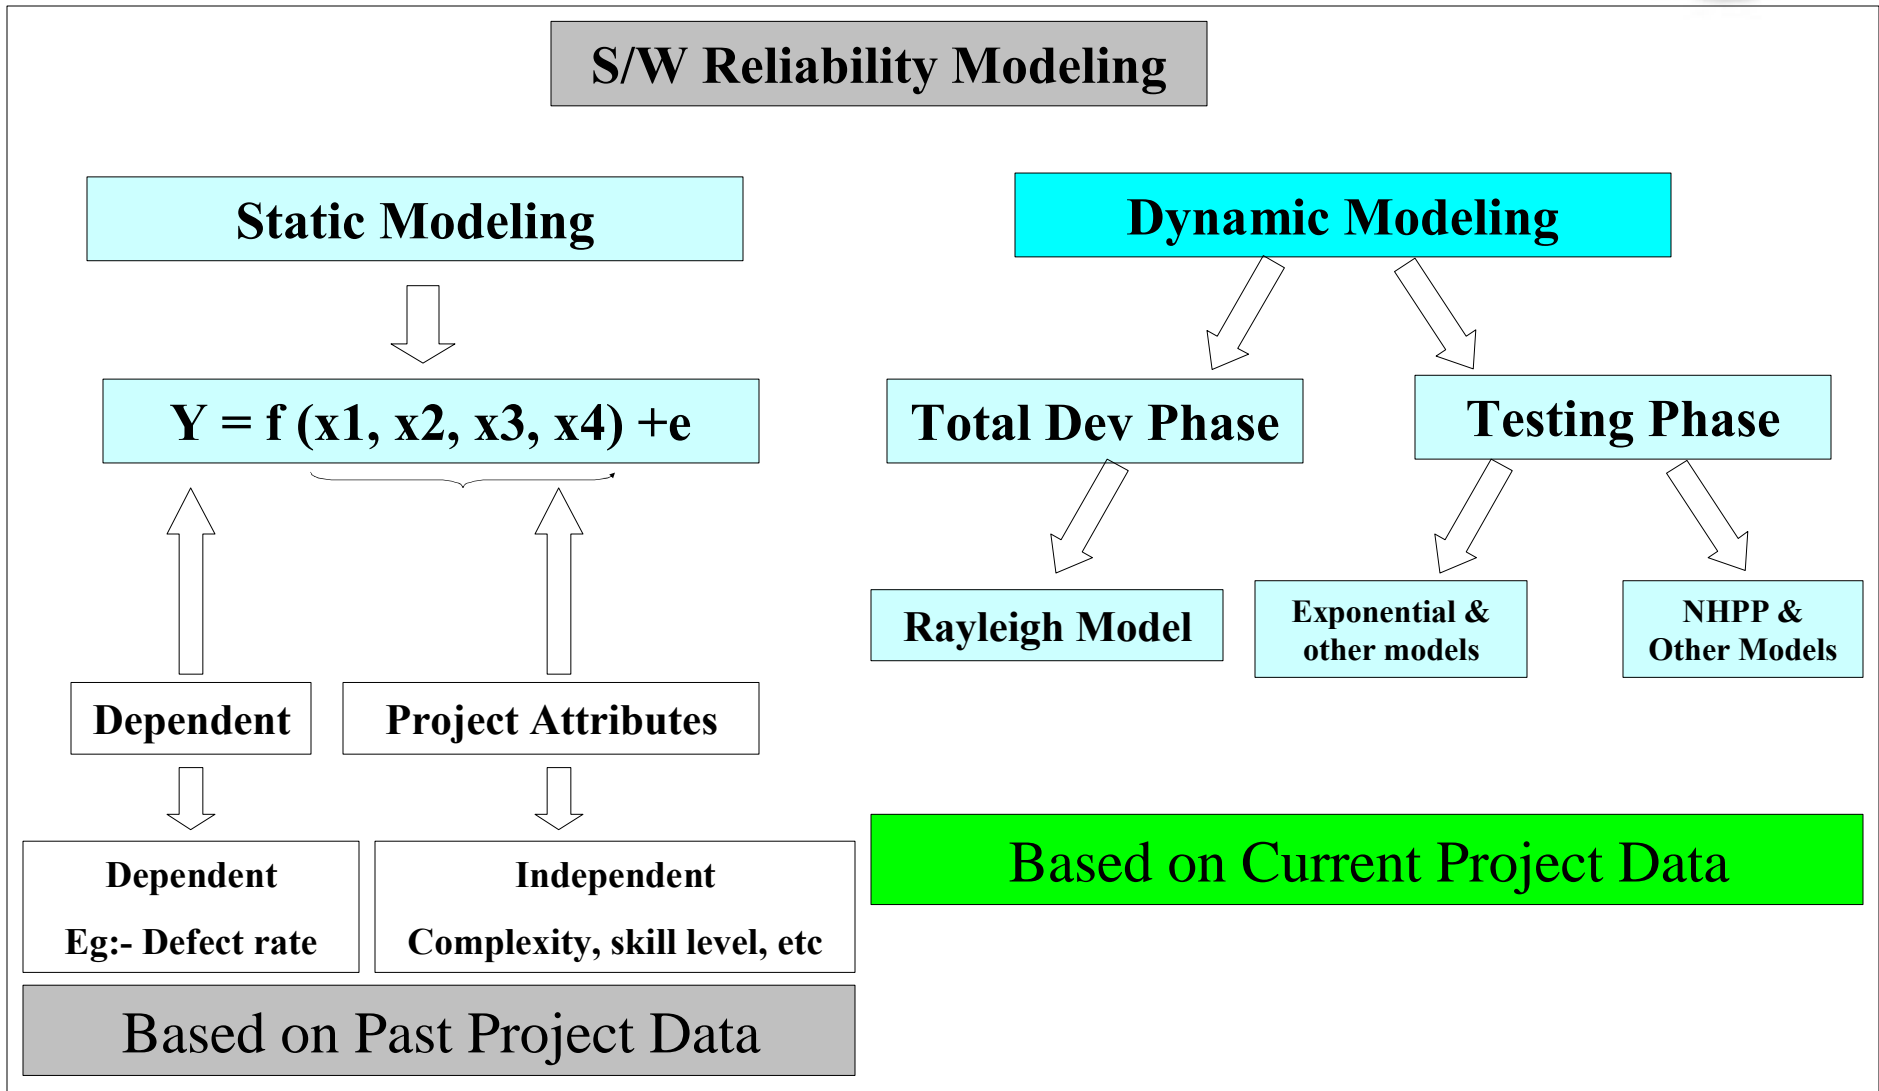 S/W Reliability Modeling
Static Modeling
Y = f (x1, x2, x3, x4) +e
Dependent
Project Attributes
Dependent
Eg:- Defect rate
Independent
Complexity, skill level, etc
Based on Past Project Data
Dynamic Modeling
Total Dev Phase
Testing Phase
Rayleigh Model
Exponential &
other models
NHPP &
Other Models
Based on Current Project Data